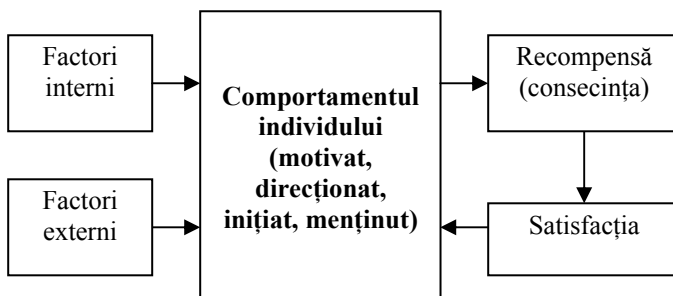 Factori
interni
Factori
externi
Comportamentul
individului
(motivat,
direcționat,
inițiat, menținut)
Recompensă
(consecința)
Satisfacția